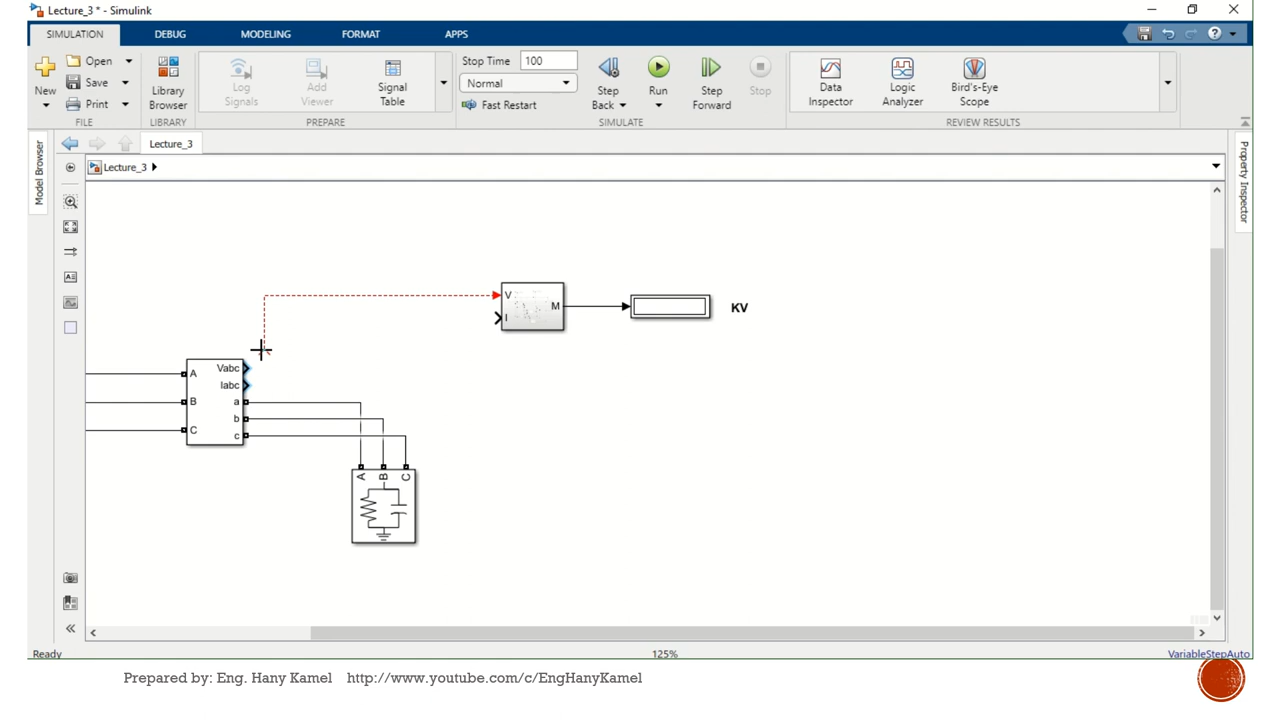 Lecture_3 * - Simulink
SIMULATION DEBUG MODELING FORMAT APPS
New
Open
Save
Print
FILE
Library Browser
LIBRARY
Log Signals
Add Viewer
Signal Table
PREPARE
Stop Time 100
Normal
Fast Restart
Step Back
Run
Step Forward
Stop
SIMULATE
Data Inspector
Logic Analyzer
Bird's-Eye Scope
REVIEW RESULTS
Model Browser
Lecture_3
Lecture_3
Property Inspector
V
I
M
KV
A
B
C
Vabc
Iabc
a
b
c
A B C
Ready 125% VariableStepAuto
Prepared by: Eng. Hany Kamel http://www.youtube.com/c/EngHanyKamel